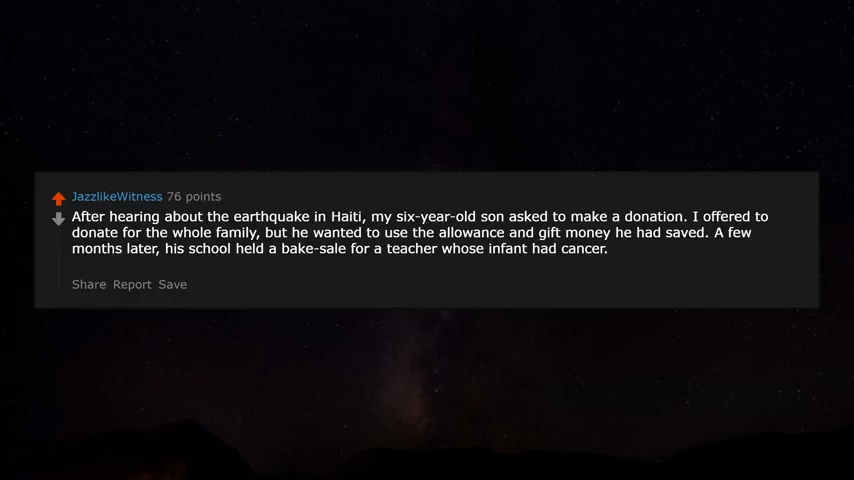 JazzlikeWitness 76 points
After hearing about the earthquake in Haiti, my six-year-old son asked to make a donation. I offered to
donate for the whole family, but he wanted to use the allowance and gift money he had saved. A few
months later, his school held a bake-sale for a teacher whose infant had cancer.
Share Report Save